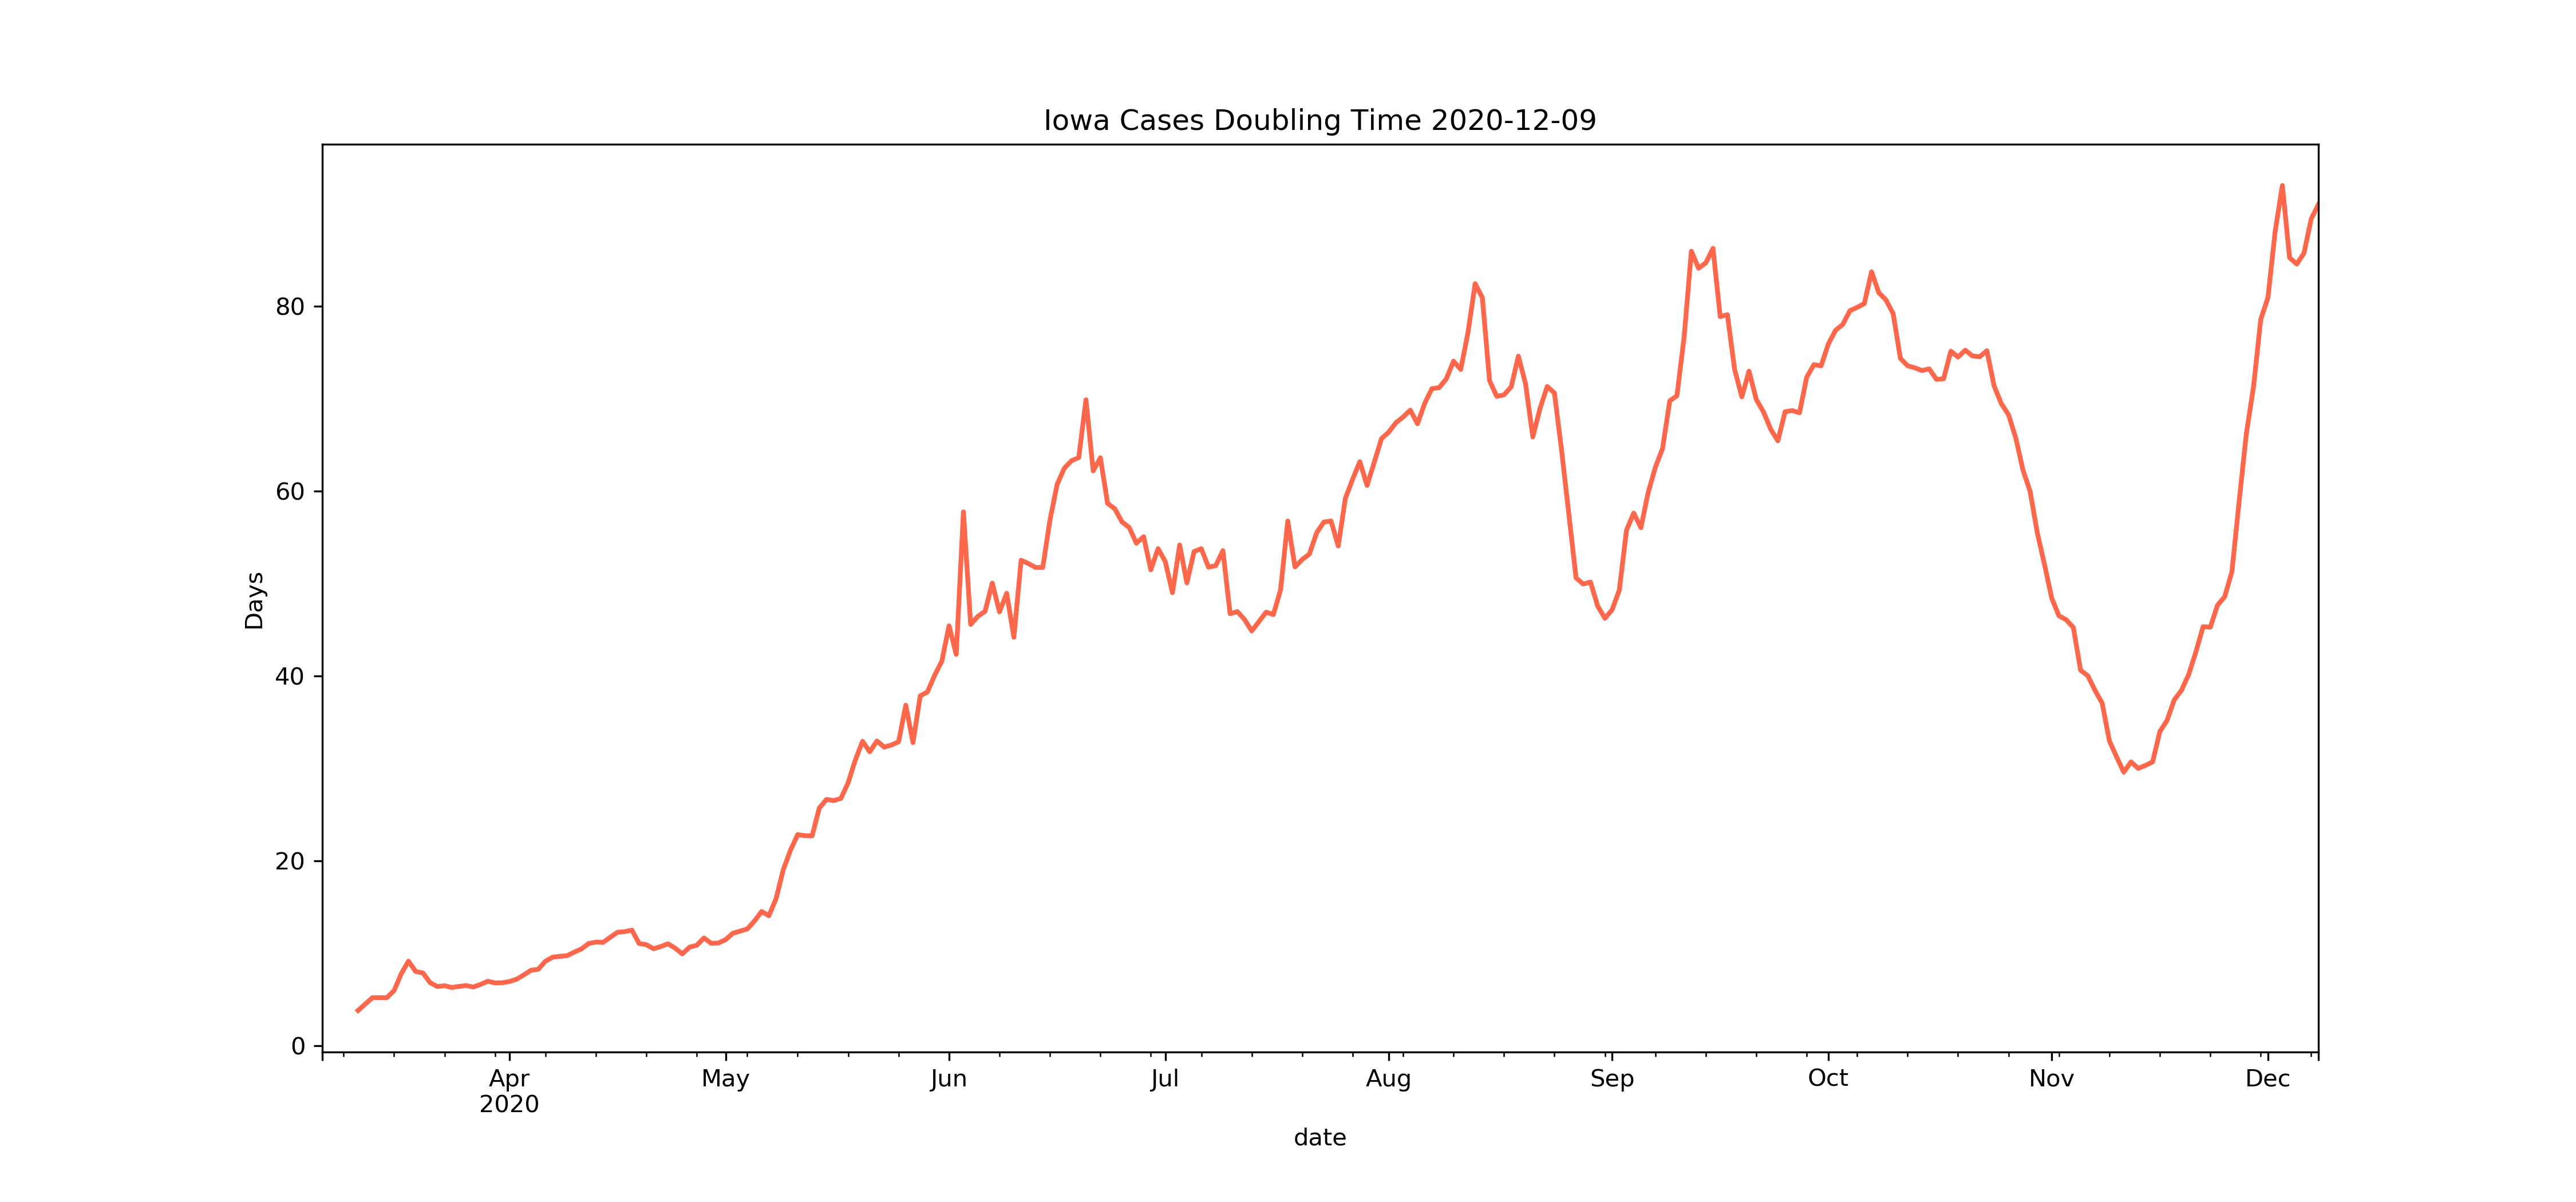 Iowa Cases Doubling Time 2020-12-09
Days
80
60
40
20
0
Apr May Jun Jul Aug Sep Oct Nov Dec
2020
date